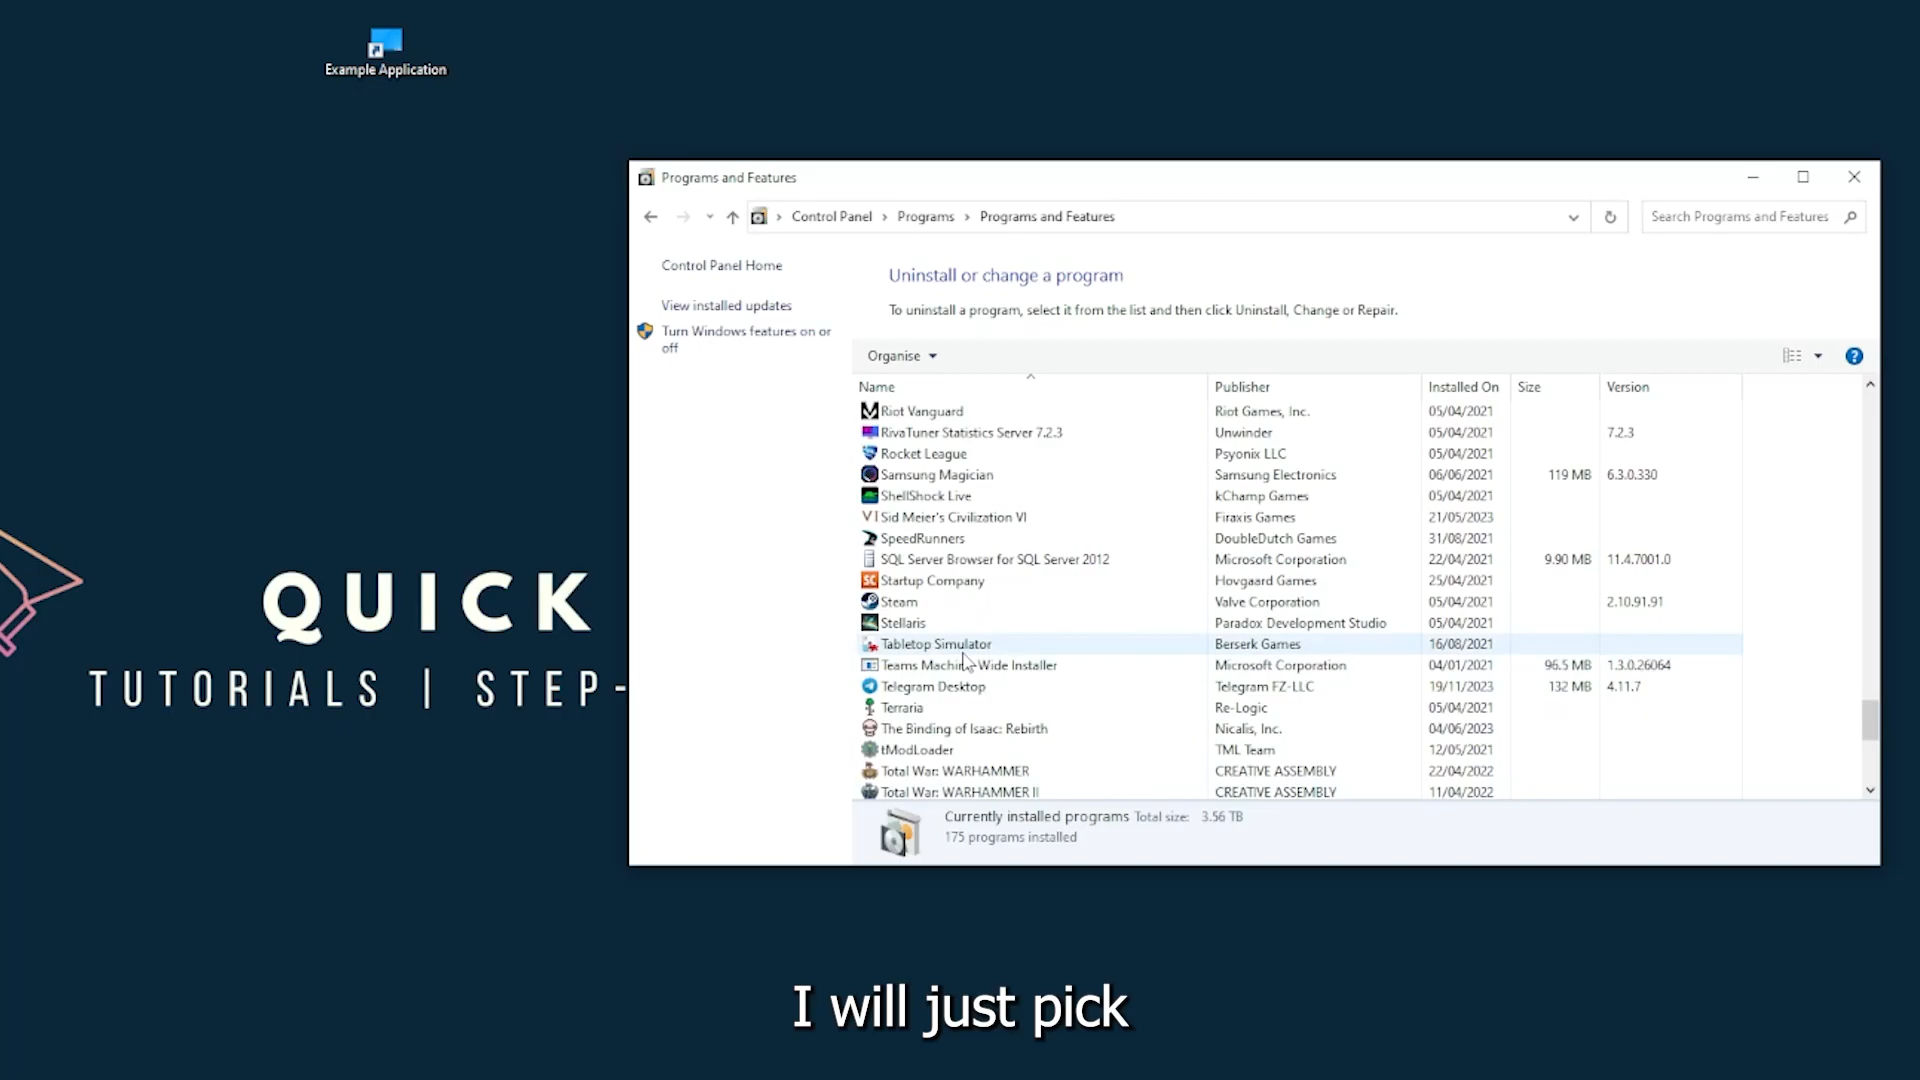 Example Application
QUICK
TUTORIALS | STEP-
Programs and Features
Control Panel > Programs > Programs and Features
Search Programs and Features
Control Panel Home
View installed updates
Turn Windows features on or
off
Uninstall or change a program
To uninstall a program, select it from the list and then click Uninstall, Change or Repair.
Organise
Name Publisher Installed On Size Version
Riot Vanguard Riot Games, Inc. 05/04/2021
RivaTuner Statistics Server 7.2.3 Unwinder 05/04/2021 7.2.3
Rocket League Psyonix LLC 05/04/2021
Samsung Magician Samsung Electronics 06/06/2021 119 MB 6.3.0.330
ShellShock Live kChamp Games 05/04/2021
VI Sid Meier's Civilization VI Firaxis Games 21/05/2023
SpeedRunners DoubleDutch Games 31/08/2021
SQL Server Browser for SQL Server 2012 Microsoft Corporation 22/04/2021 9.90 MB 11.4.7001.0
SC Startup Company Hovgaard Games 25/04/2021
Steam Valve Corporation 05/04/2021 2.10.91.91
Stellaris Paradox Development Studio 05/04/2021
Tabletop Simulator Berserk Games 16/08/2021
Teams Machine-Wide Installer Microsoft Corporation 04/01/2021 96.5 MB 1.3.0.26064
Telegram Desktop Telegram FZ-LLC 19/11/2023 132 MB 4.11.7
Terraria Re-Logic 05/04/2021
The Binding of Isaac: Rebirth Nicalis, Inc. 04/06/2023
tModLoader TML Team 12/05/2021
Total War: WARHAMMER CREATIVE ASSEMBLY 22/04/2022
Total War: WARHAMMER II CREATIVE ASSEMBLY 11/04/2022
Currently installed programs Total size: 3.56 TB
175 programs installed
I will just pick